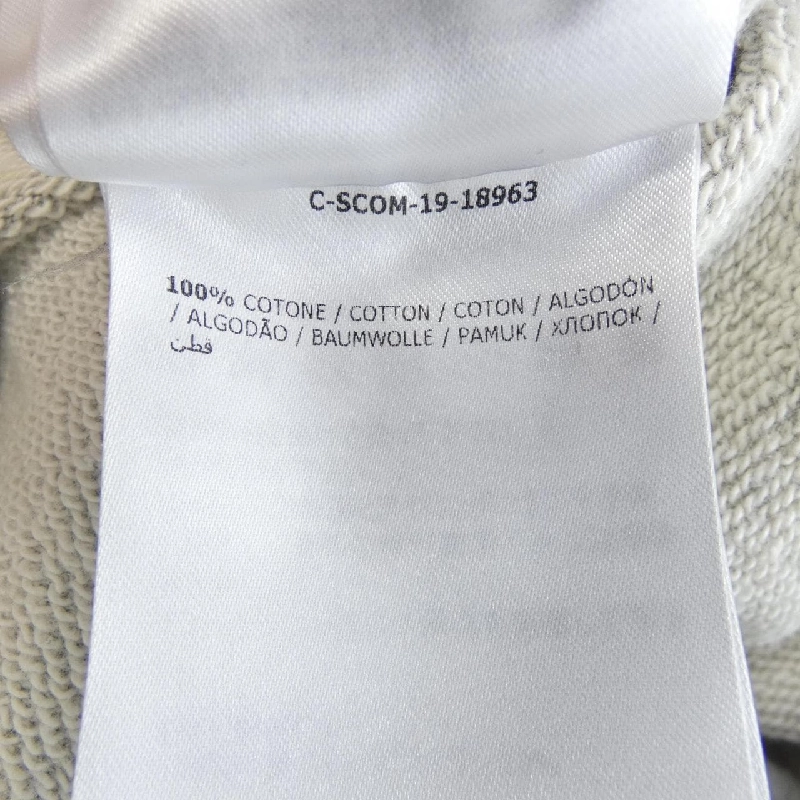 C-SCOM-19-18963
100% COTONE / COTTON / COTON / ALGODÓN
/ ALGODÃO / BAUMWOLLE / PAMUK / ХЛОПОК /
قطن